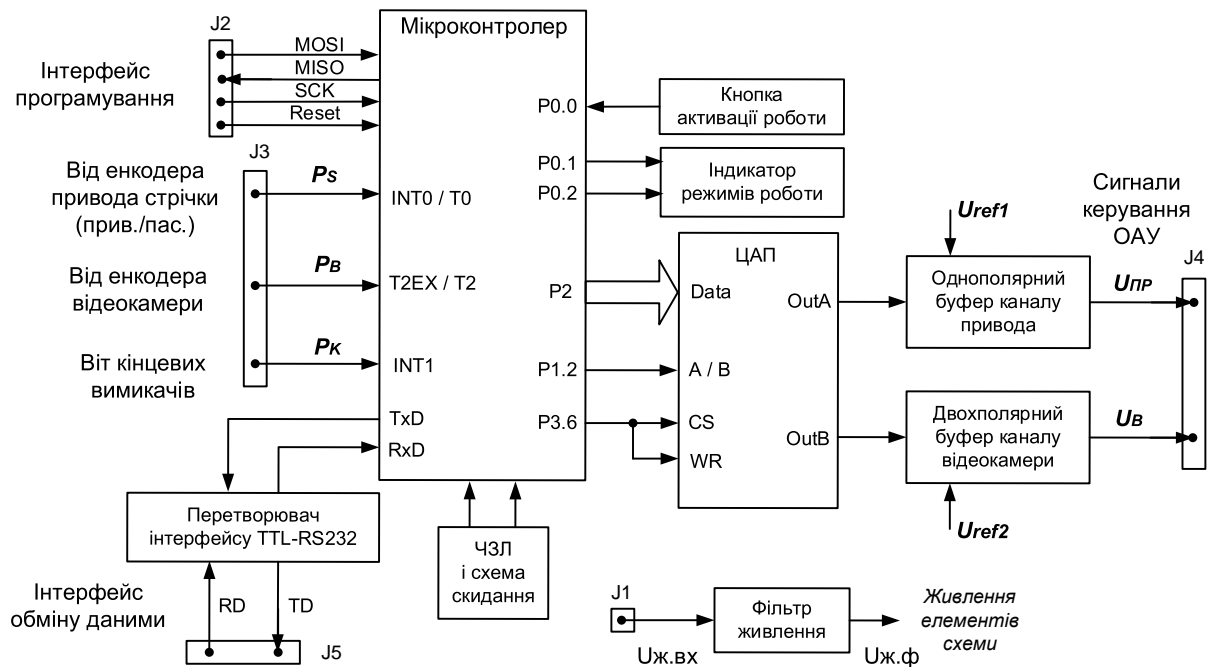 J2
Мікроконтролер
MOSI
MISO
SCK
Reset
Інтерфейс
програмування
P0.0
Кнопка
активації роботи
P0.1
P0.2
Індикатор
режимів роботи
J3
Від енкодера
привода стрічки
(прив./пас.)
PS
INT0 / T0
Від енкодера
відеокамери
PB
T2EX / T2
Віт кінцевих
вимикачів
PK
INT1
TxD
RxD
P2
P1.2
P3.6
ЦАП
Data
A / B
CS
WR
OutA
OutB
Uref1
Однополярний
буфер каналу
привода
UПР
Сигнали
керування
ОАУ
J4
Двохполярний
буфер каналу
відеокамери
UВ
Uref2
Перетворювач
інтерфейсу TTL-RS232
ЧЗЛ
і схема
скидання
Інтерфейс
обміну даними
RD
TD
J5
J1
Uж.вх
Фільтр
живлення
Uж.ф
Живлення
елементів
схеми